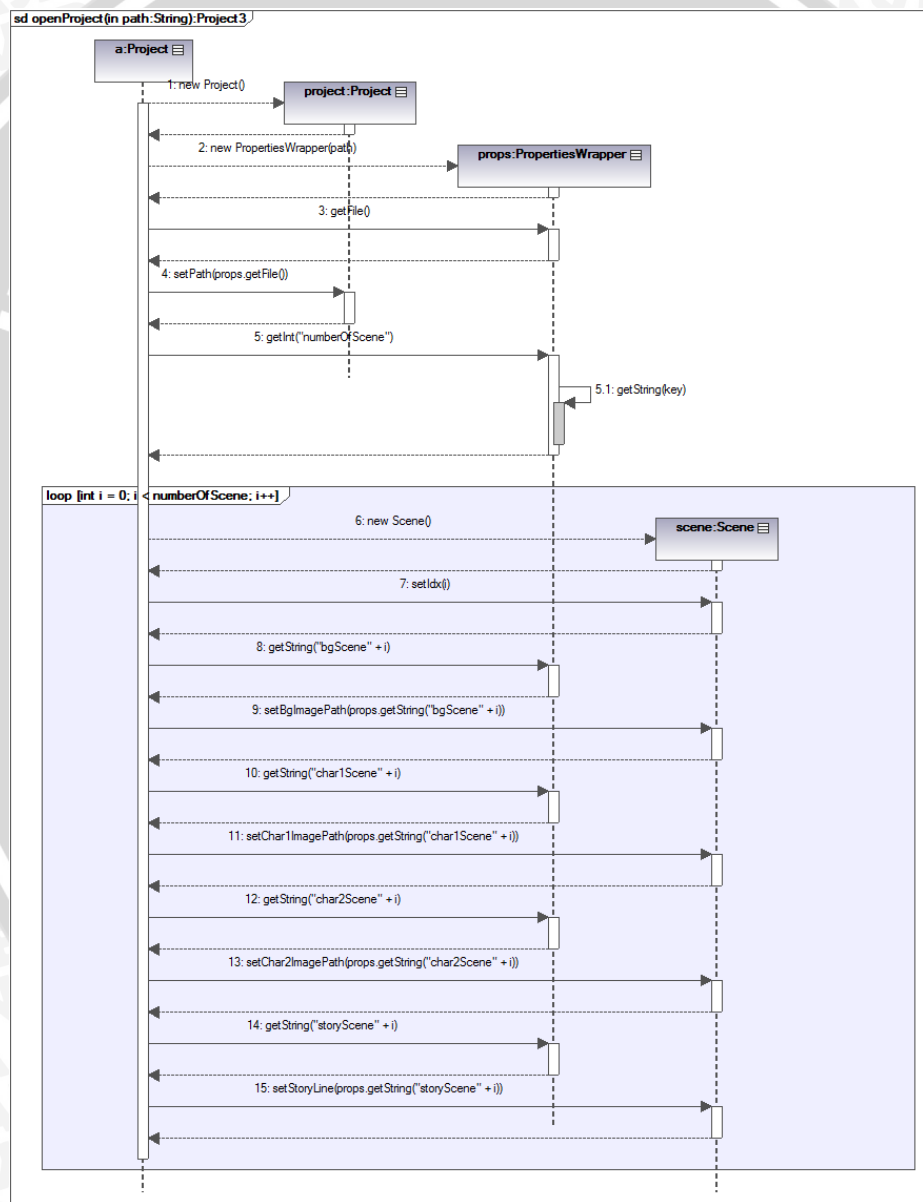 sd openProject(in path:String):Project3
a:Project
1: new Project()
project:Project
2: new PropertiesWrapper(path)
props:PropertiesWrapper
3: getFile()
4: setPath(props.getFile())
5: getInt("numberOfScene")
5.1: getString(key)
loop [int i = 0; i < numberOfScene; i++]
6: new Scene()
scene:Scene
7: setIdx(i)
8: getString("bgScene" + i)
9: setBgImagePath(props.getString("bgScene" + i))
10: getString("char1Scene" + i)
11: setChar1ImagePath(props.getString("char1Scene" + i))
12: getString("char2Scene" + i)
13: setChar2ImagePath(props.getString("char2Scene" + i))
14: getString("storyScene" + i)
15: setStoryLine(props.getString("storyScene" + i))